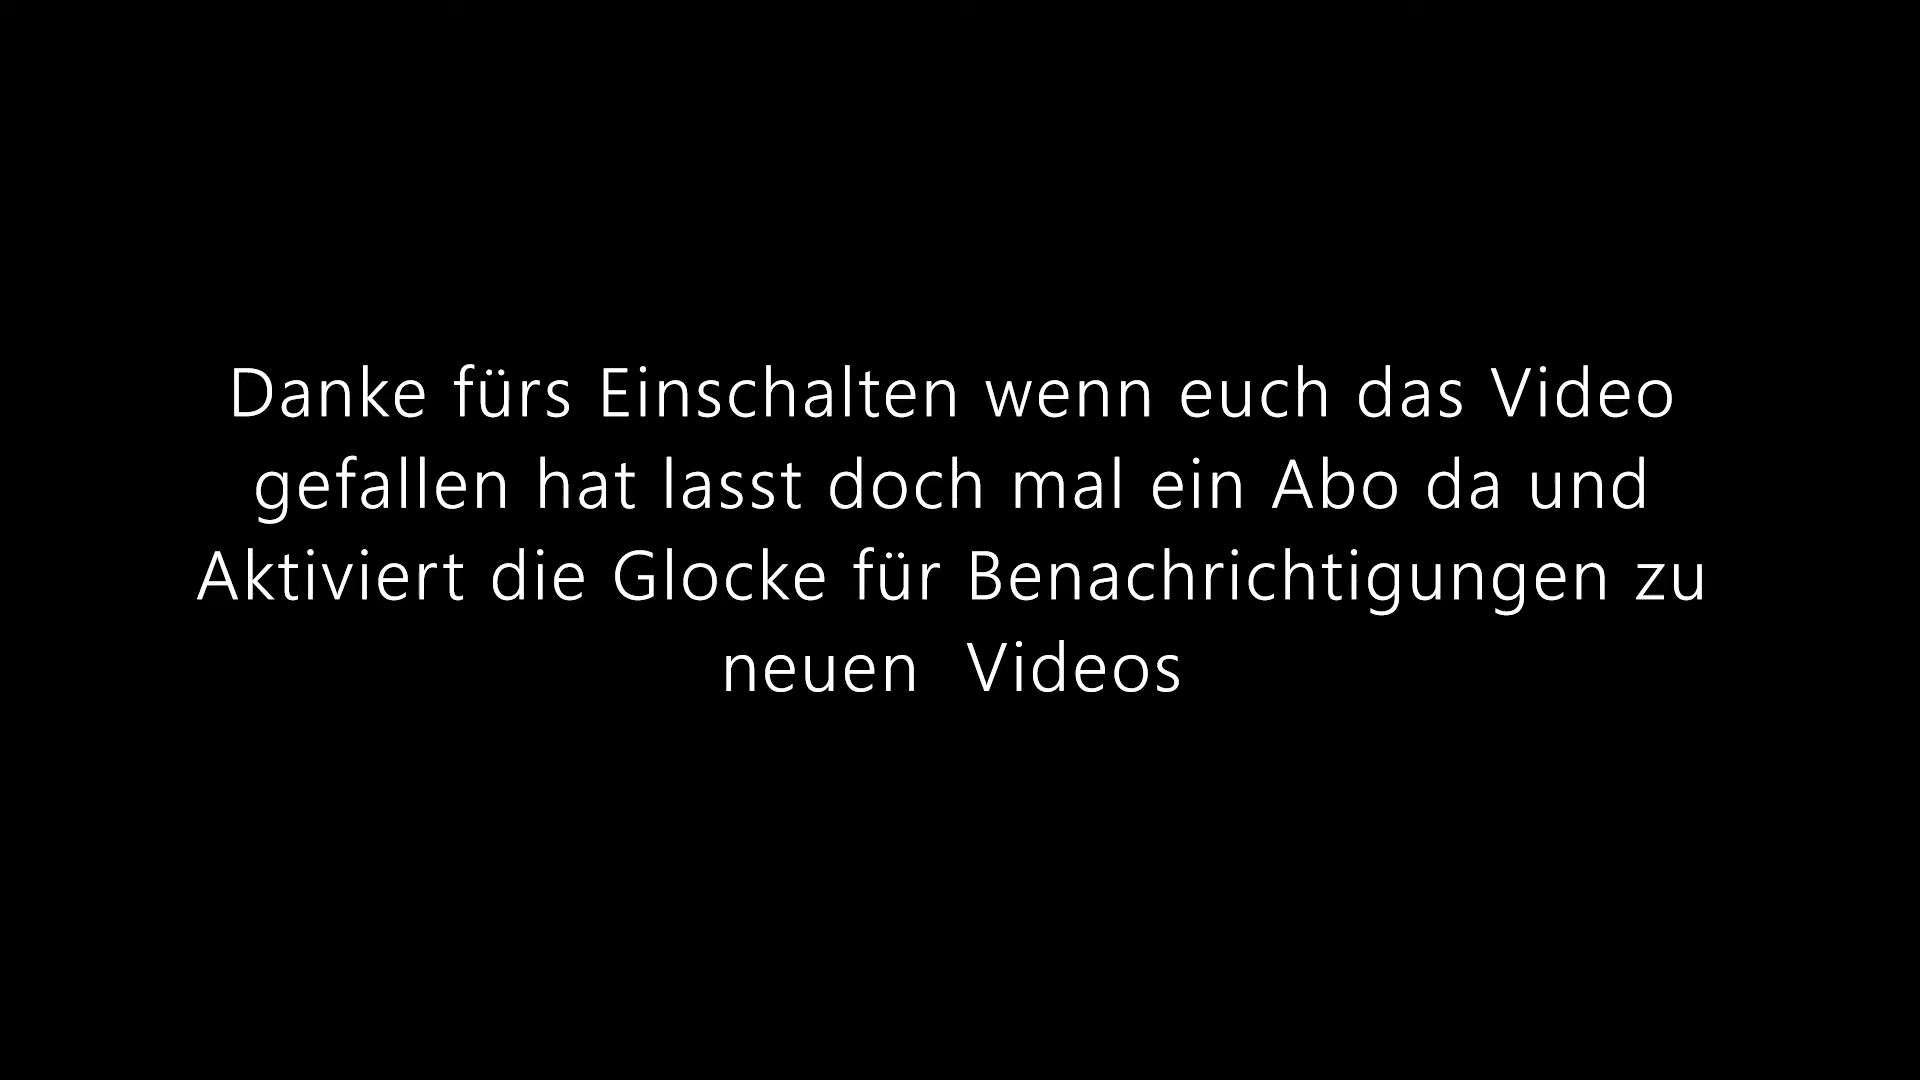 Danke fürs Einschalten wenn euch das Video
gefallen hat lasst doch mal ein Abo da und
Aktiviert die Glocke für Benachrichtigungen zu
neuen  Videos